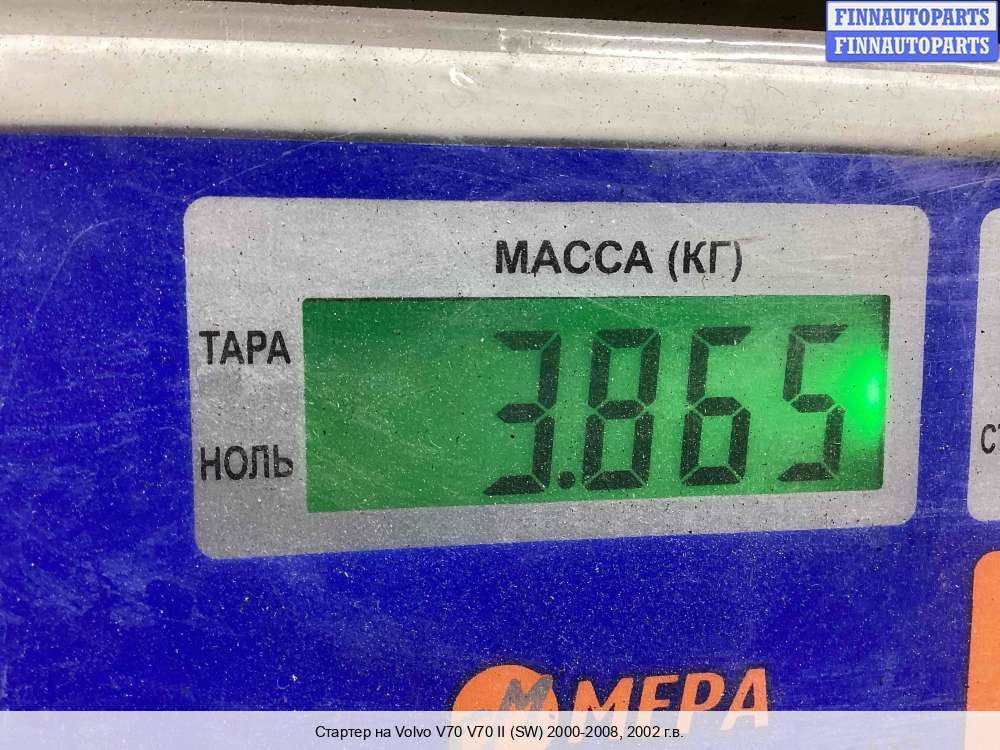 FINNAUTOPARTS
FINNAUTOPARTS
МАССА (КГ)
ТАРА
3.865
НОЛЬ
М МЕРА
Стартер на Volvo V70 V70 II (SW) 2000-2008, 2002 г.в.